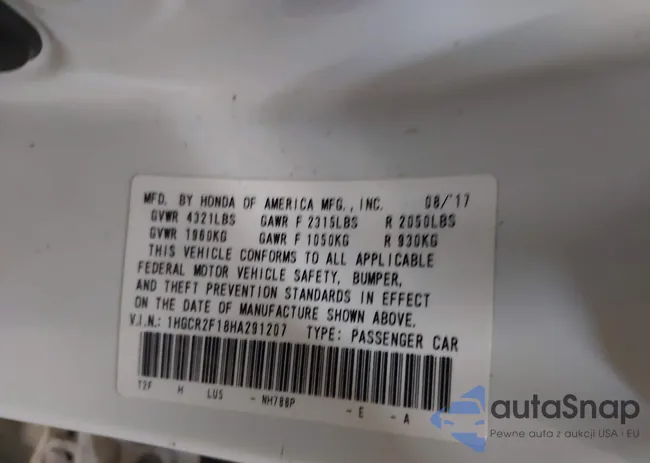 MFD. BY HONDA OF AMERICA MFG., INC. 08/'17
GVWR 4321LBS GAWR F 2315LBS R 2050LBS
GVWR 1960KG GAWR F 1050KG R 930KG
THIS VEHICLE CONFORMS TO ALL APPLICABLE
FEDERAL MOTOR VEHICLE SAFETY, BUMPER,
AND THEFT PREVENTION STANDARDS IN EFFECT
ON THE DATE OF MANUFACTURE SHOWN ABOVE.
V.I.N.: 1HGCR2F18HA291207 TYPE: PASSENGER CAR
T2F H LUS - NH788P - E - A
autaSnap
Pewne auta z aukcji USA i EU